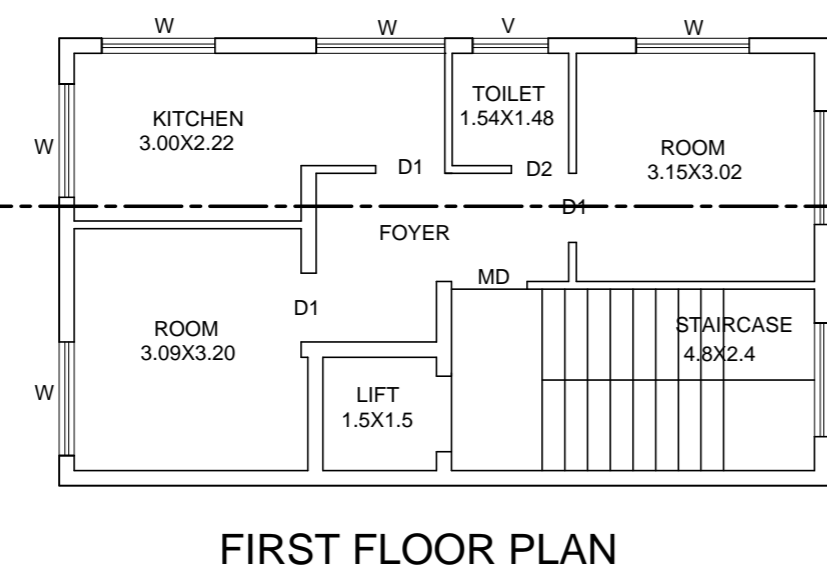 W
W
V
W
KITCHEN
3.00X2.22
TOILET
1.54X1.48
ROOM
3.15X3.02
W
D1
D2
D1
FOYER
MD
D1
ROOM
3.09X3.20
STAIRCASE
4.8X2.4
W
LIFT
1.5X1.5
FIRST FLOOR PLAN